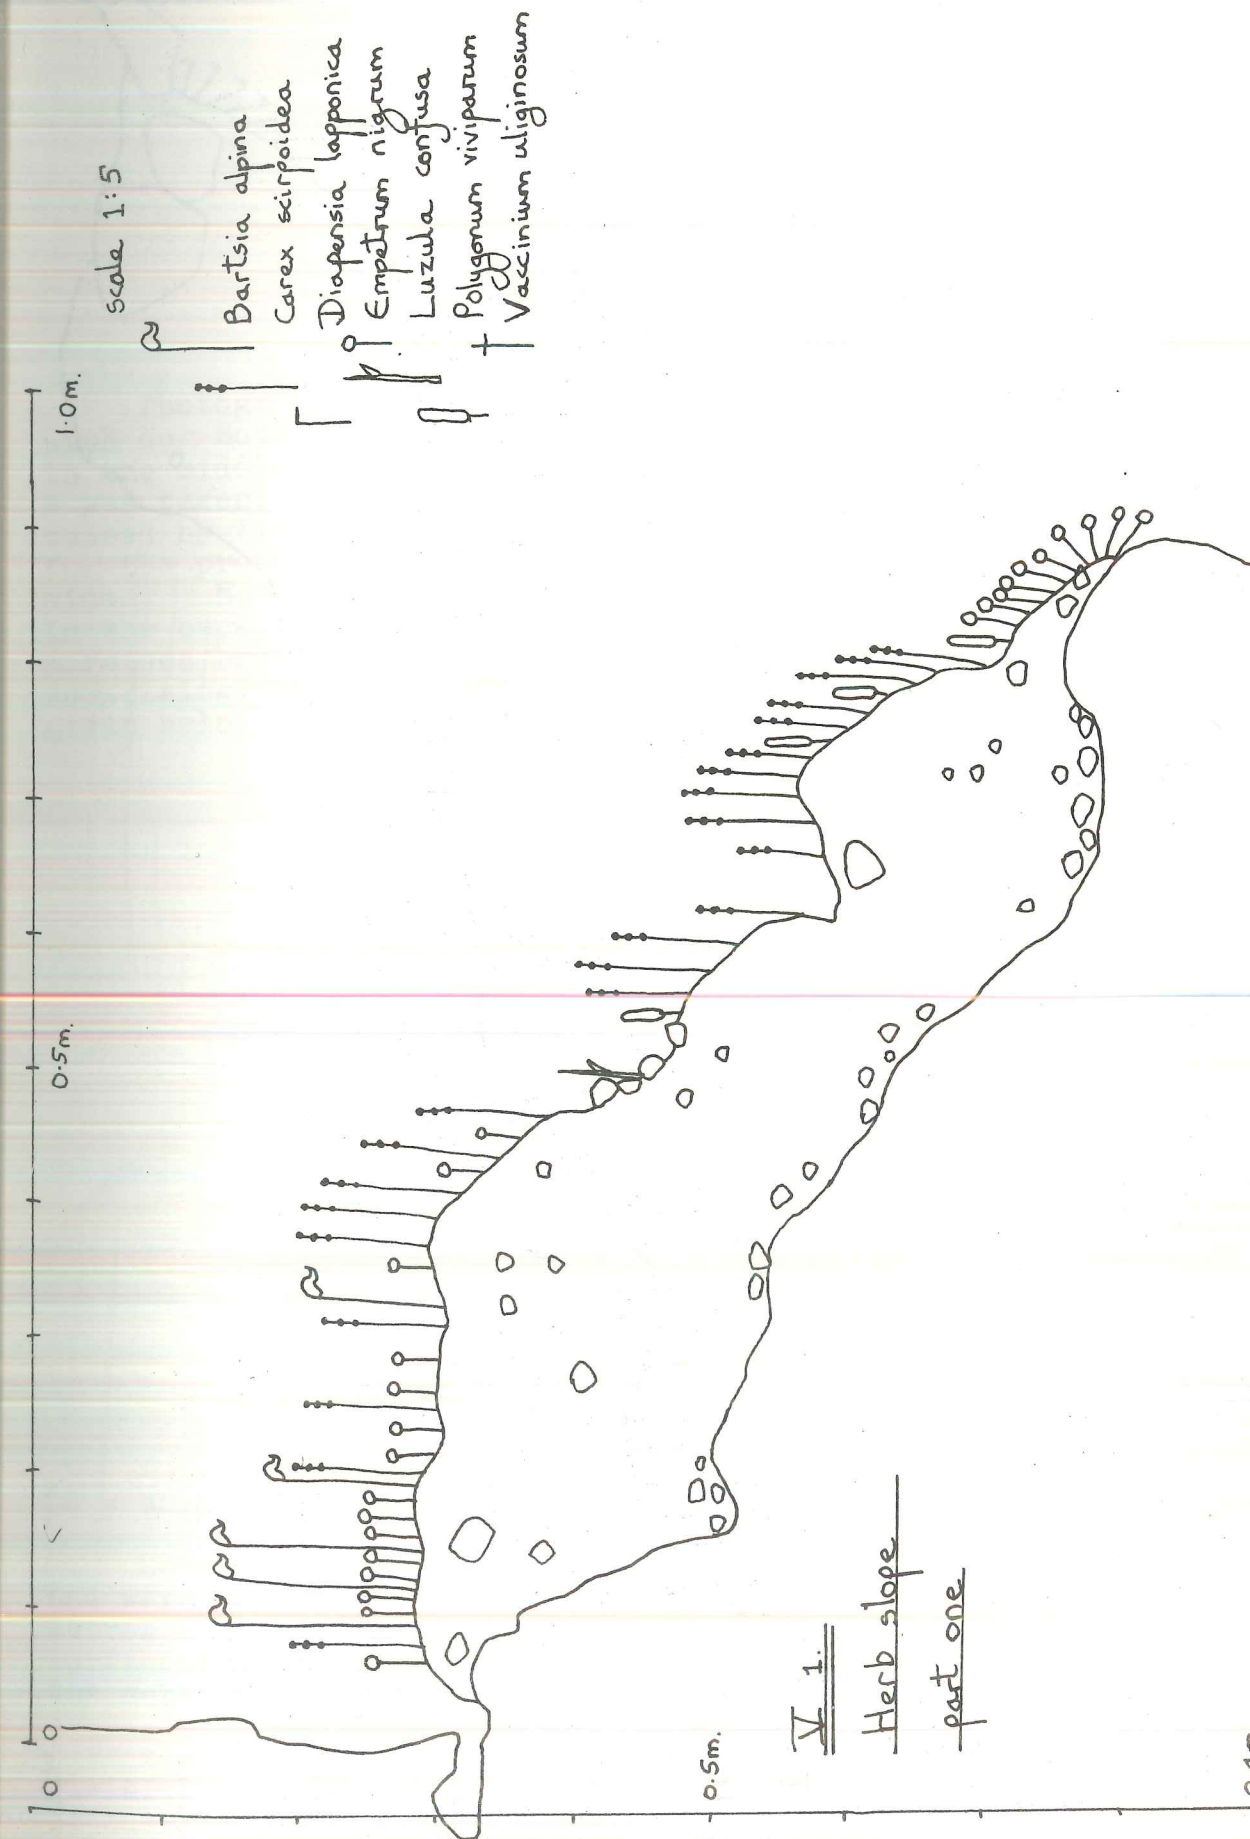 scale 1:5
Bartsia alpina
Carex scirpoidea
Diapensia lapponica
Empetrum nigrum
Luzula confusa
Polygonum viviparum
Vaccinium uliginosum
0
0.5m.
1.0m.
0
0.5m.
V 1.
Herb slope
part one